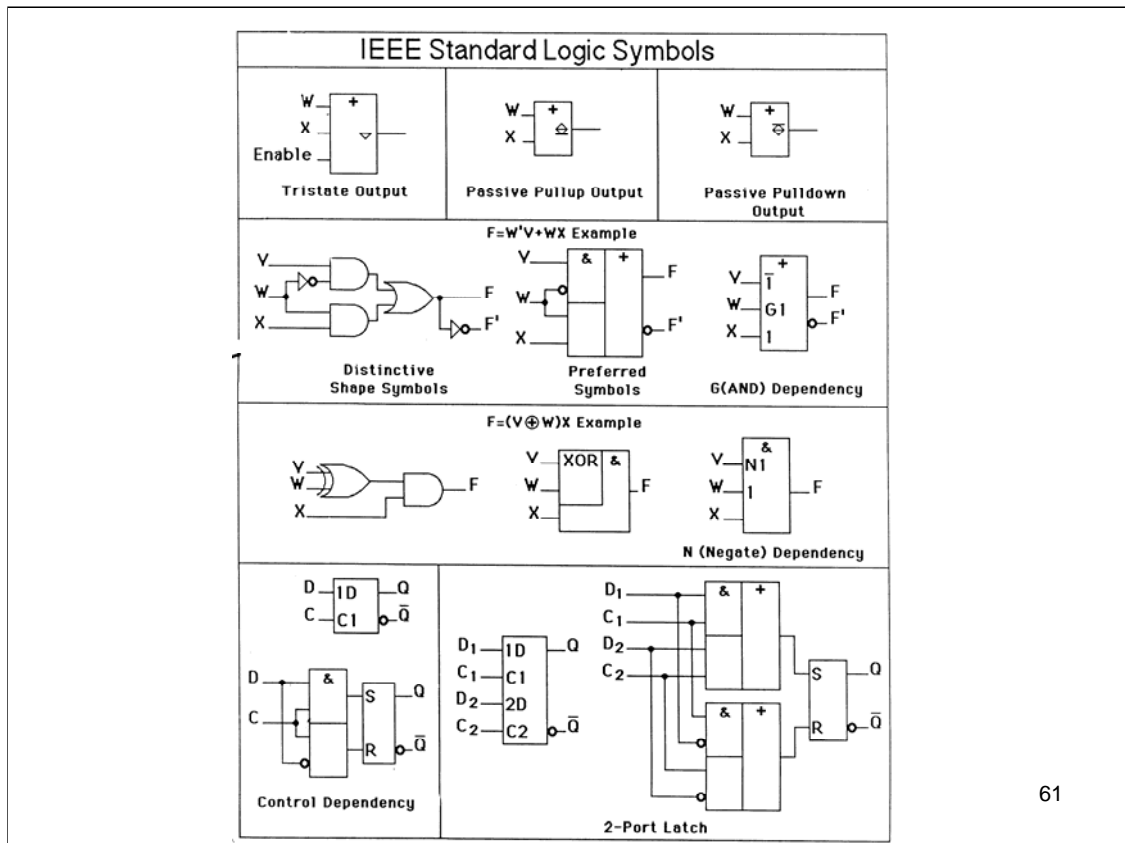 IEEE Standard Logic Symbols
W
+
X
Enable
Tristate Output
W
+
X
Passive Pullup Output
W
+
X
Passive Pulldown
Output
F=W'V+WX Example
V
W
X
F
F'
Distinctive
Shape Symbols
V
&
+
W
X
F
F'
Preferred
Symbols
+
V
1̅
W
G1
X
1
F
F'
G(AND) Dependency
F=(V⊕W)X Example
V
W
X
F
V
XOR
&
W
X
F
&
V
N1
W
1
X
F
N (Negate) Dependency
D
1D
Q
C
C1
Q̅
D
&
C
S
Q
R
Q̅
Control Dependency
D1
1D
Q
C1
C1
D2
2D
C2
C2
Q̅
D1
&
+
C1
D2
C2
&
+
S
Q
R
Q̅
2-Port Latch
61